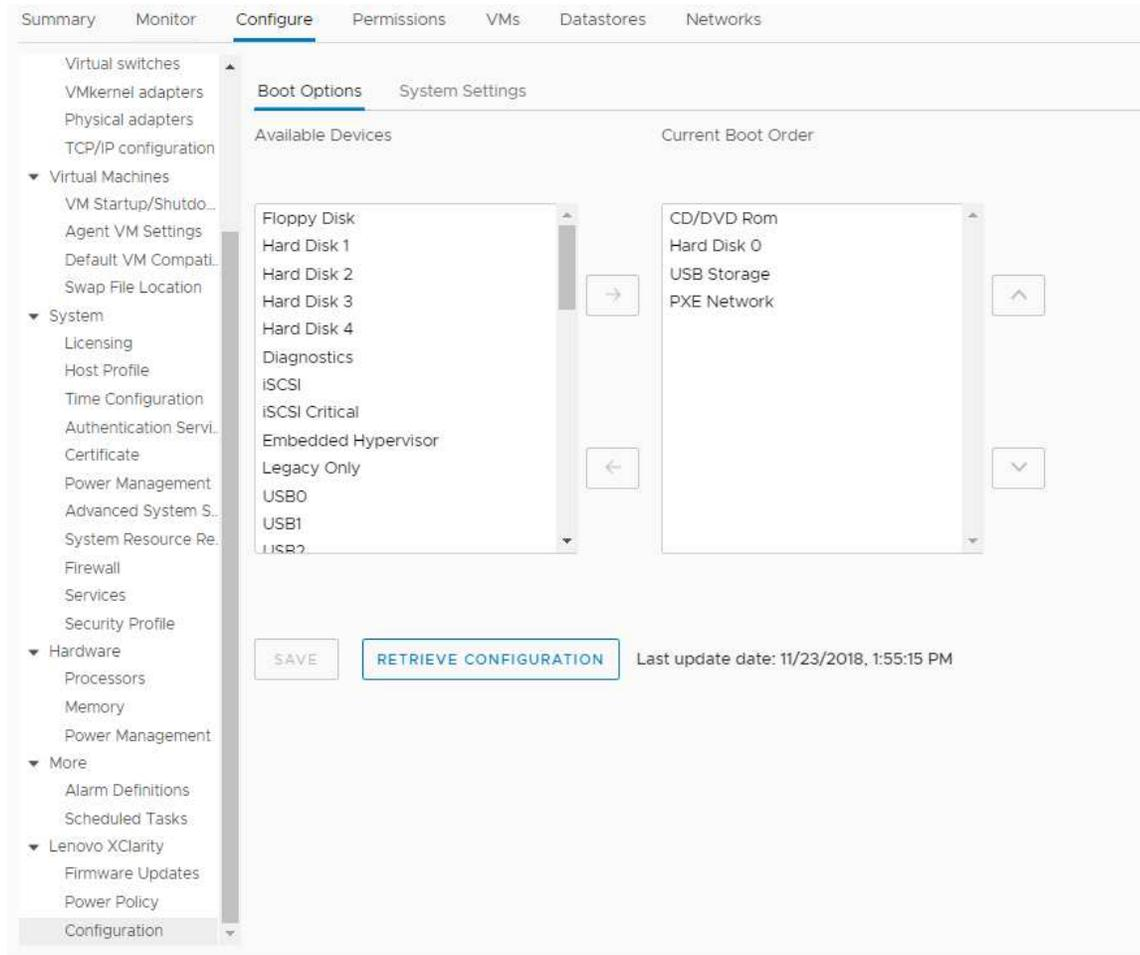 Summary Monitor Configure Permissions VMs Datastores Networks
Virtual switches
VMkernel adapters
Physical adapters
TCP/IP configuration
Virtual Machines
VM Startup/Shutdo...
Agent VM Settings
Default VM Compati..
Swap File Location
System
Licensing
Host Profile
Time Configuration
Authentication Servi..
Certificate
Power Management
Advanced System S..
System Resource Re.
Firewall
Services
Security Profile
Hardware
Processors
Memory
Power Management
More
Alarm Definitions
Scheduled Tasks
Lenovo XClarity
Firmware Updates
Power Policy
Configuration
Boot Options System Settings
Available Devices
Floppy Disk
Hard Disk 1
Hard Disk 2
Hard Disk 3
Hard Disk 4
Diagnostics
iSCSI
iSCSI Critical
Embedded Hypervisor
Legacy Only
USB0
USB1
USB2
Current Boot Order
CD/DVD Rom
Hard Disk 0
USB Storage
PXE Network
SAVE RETRIEVE CONFIGURATION Last update date: 11/23/2018, 1:55:15 PM